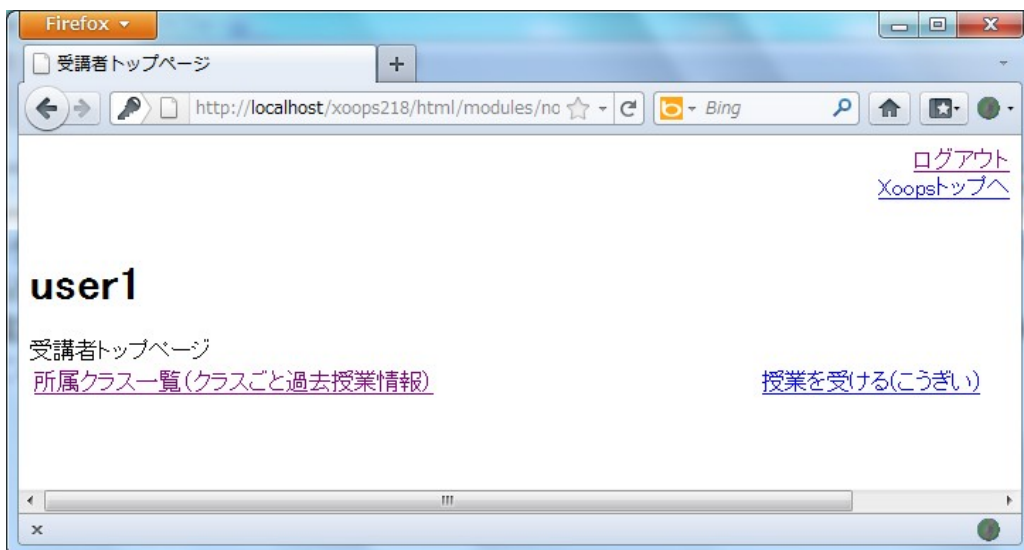 Firefox
受講者トップページ
http://localhost/xoops218/html/modules/no
Bing
ログアウト
Xoopsトップへ
user1
受講者トップページ
所属クラス一覧(クラスごと過去授業情報)
授業を受ける(こうぎい)